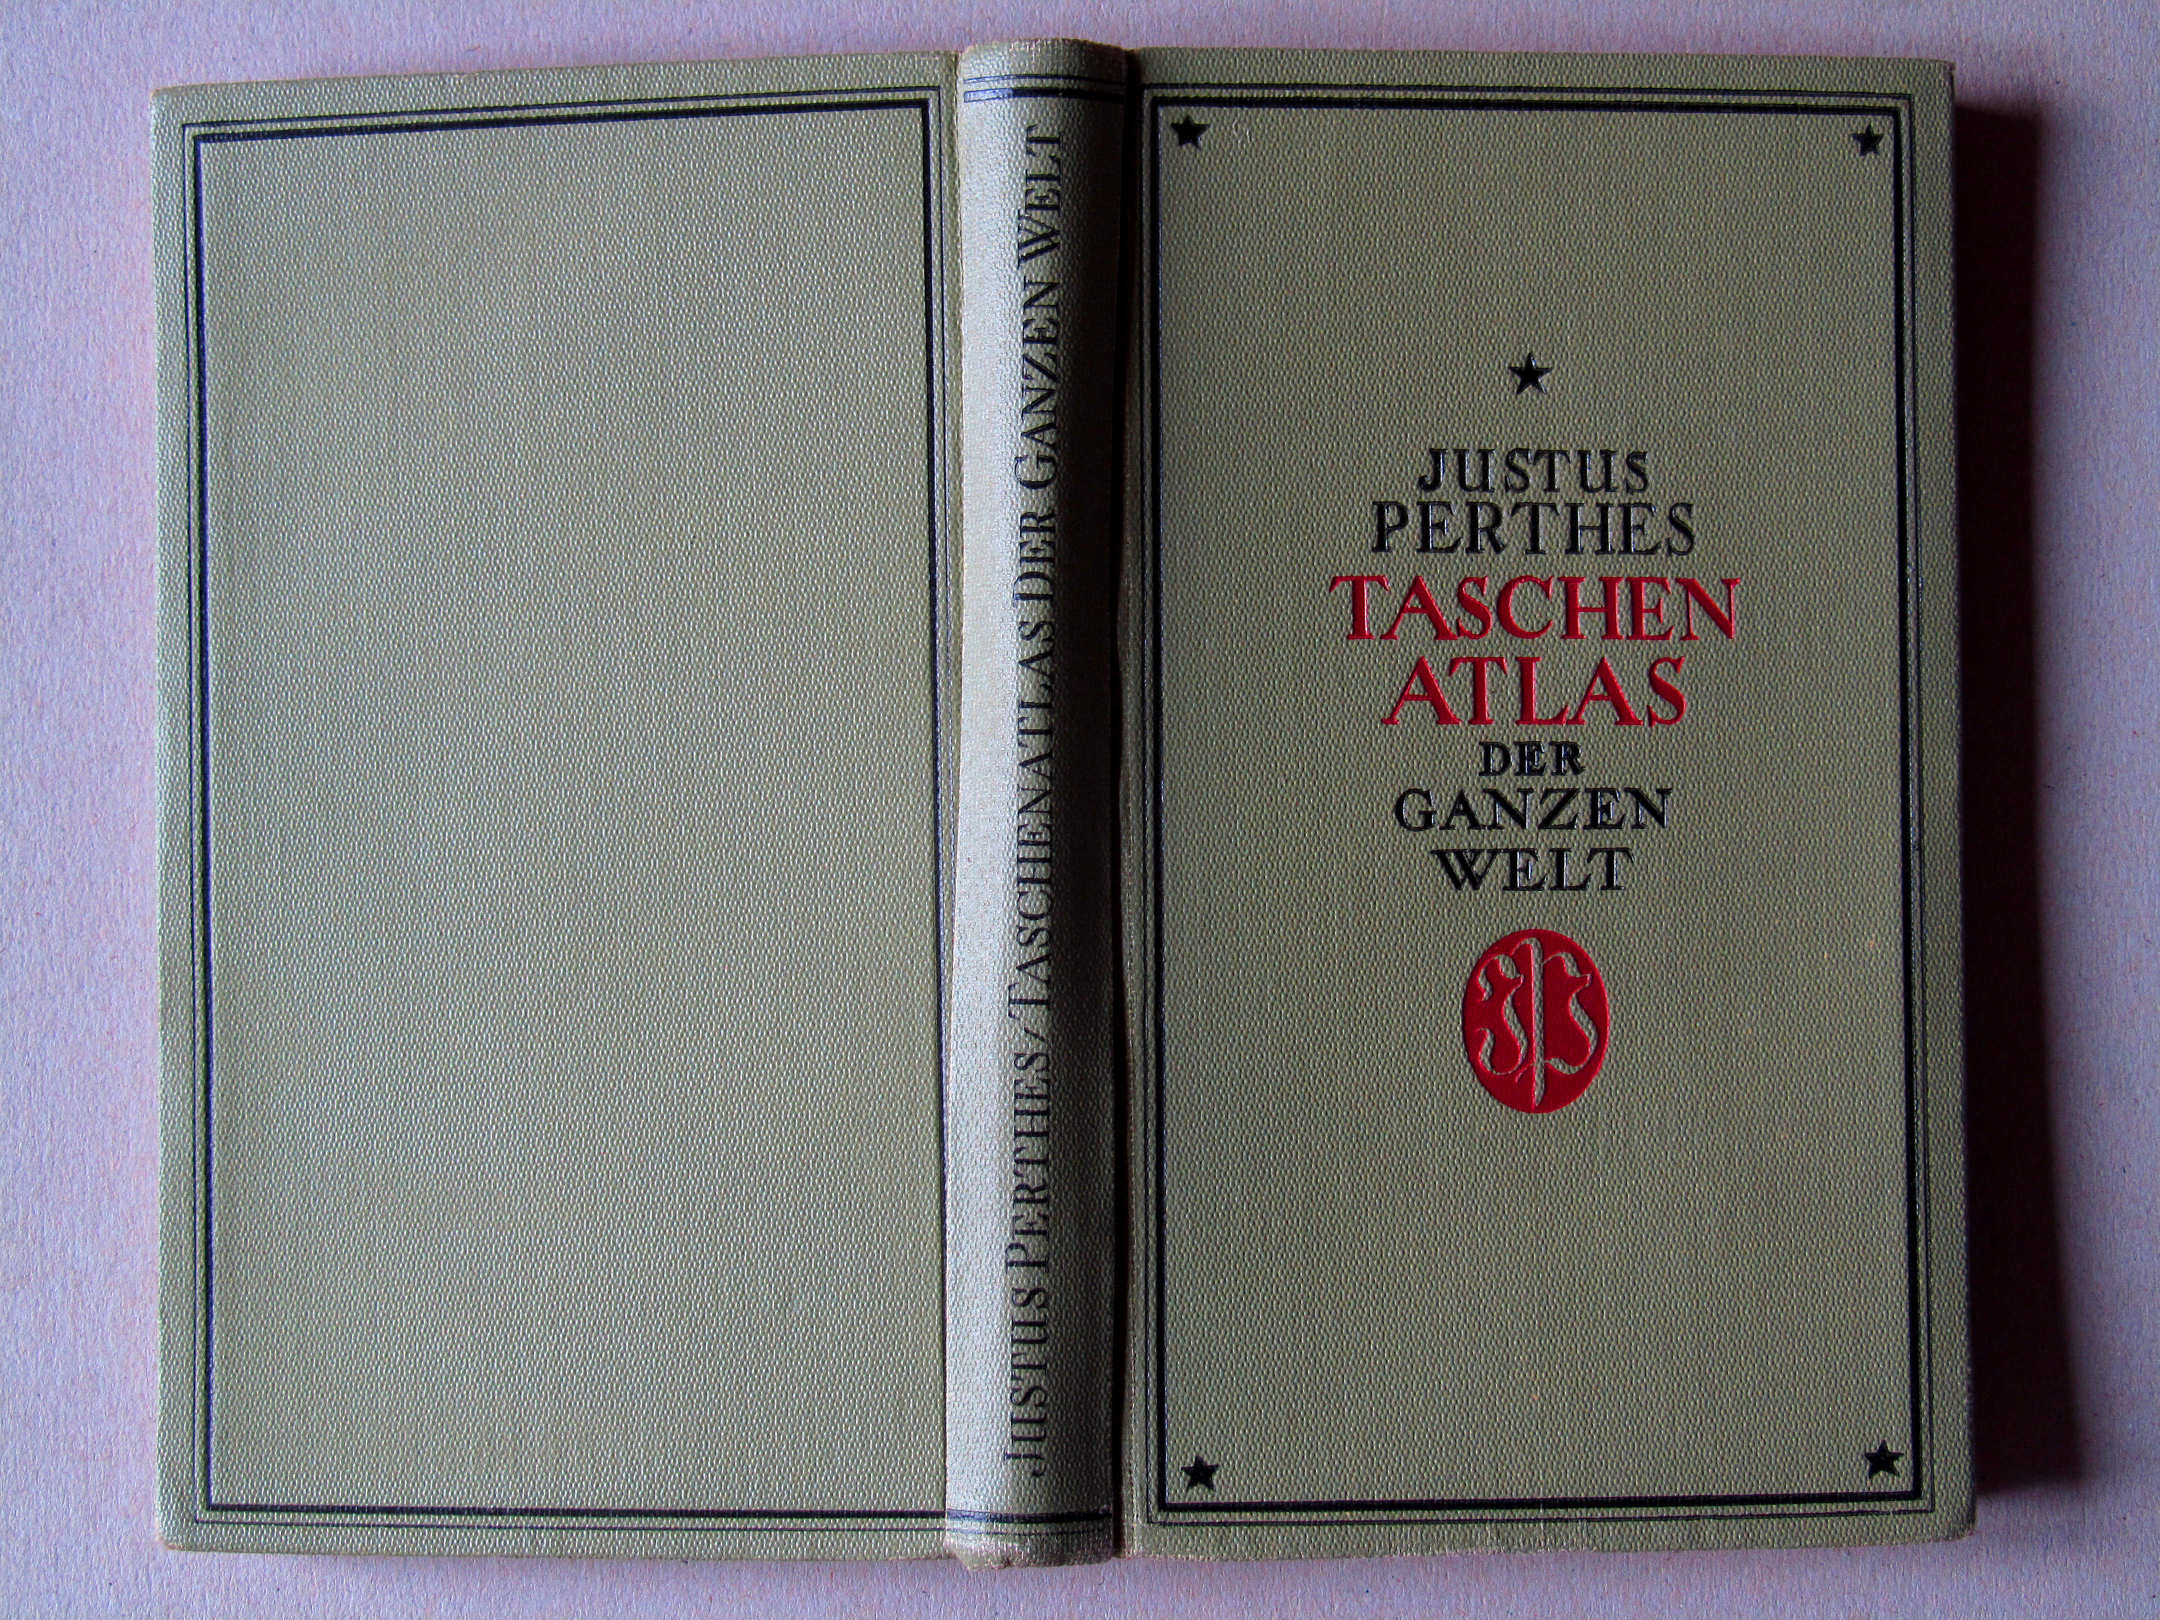 JUSTUS PERTHES/TASCHENATLAS DER GANZEN WELT
JUSTUS
PERTHES
TASCHEN
ATLAS
DER
GANZEN
WELT